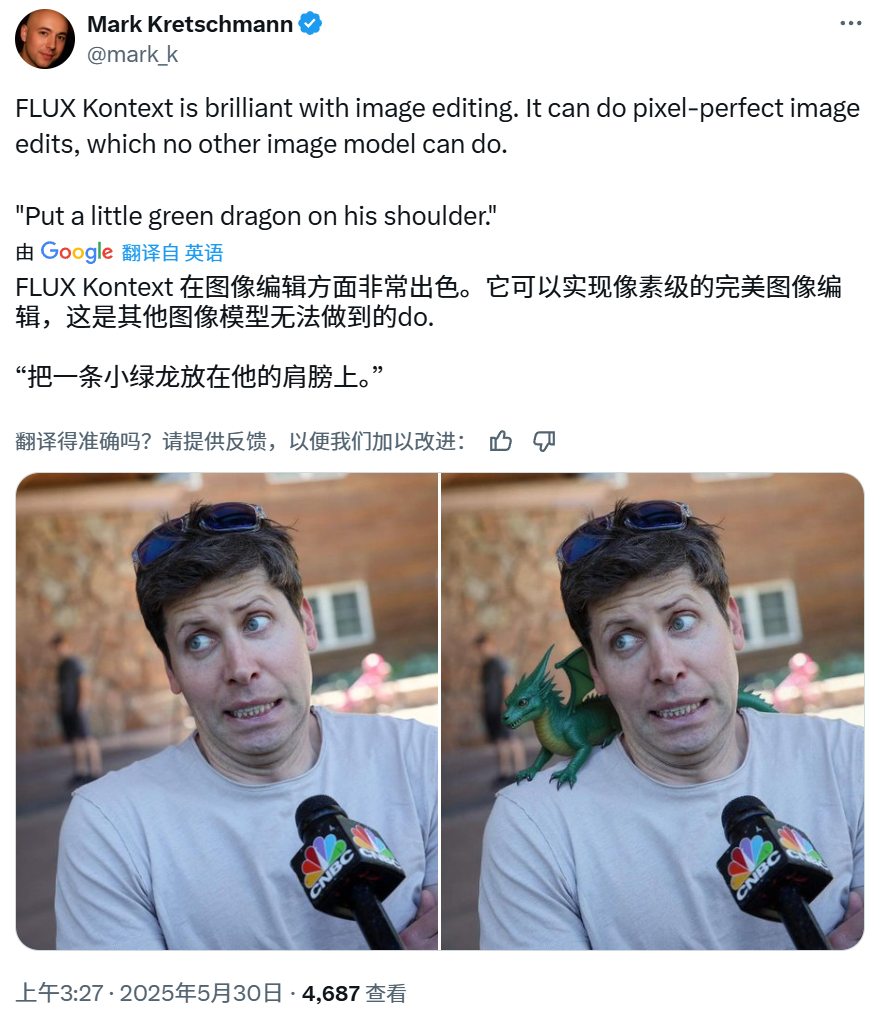 Mark Kretschmann
@mark_k
FLUX Kontext is brilliant with image editing. It can do pixel-perfect image
edits, which no other image model can do.
"Put a little green dragon on his shoulder."
由 Google 翻译自 英语
FLUX Kontext 在图像编辑方面非常出色。它可以实现像素级的完美图像编
辑，这是其他图像模型无法做到的do.
“把一条小绿龙放在他的肩膀上。”
翻译得准确吗？请提供反馈，以便我们加以改进：
CNBC
CNBC
CNBC
CNBC
上午3:27 · 2025年5月30日 · 4,687 查看